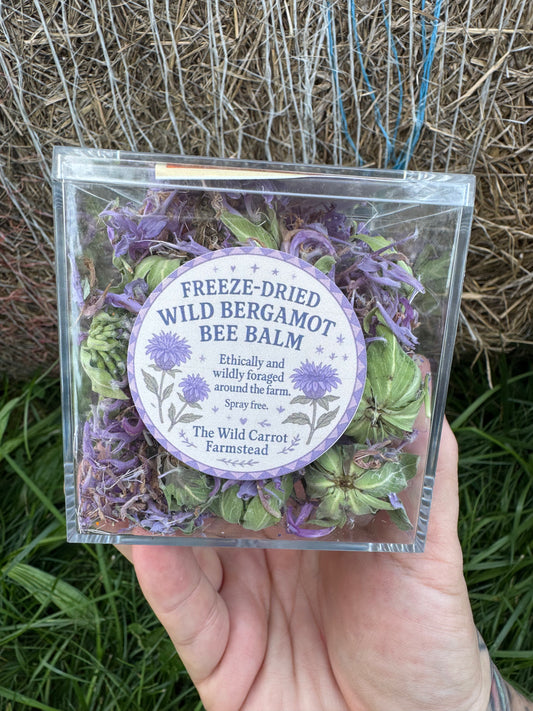 FREEZE-DRIED
WILD BERGAMOT
BEE BALM
Ethically and
wildly foraged
around the farm.
Spray free.
The Wild Carrot
Farmstead